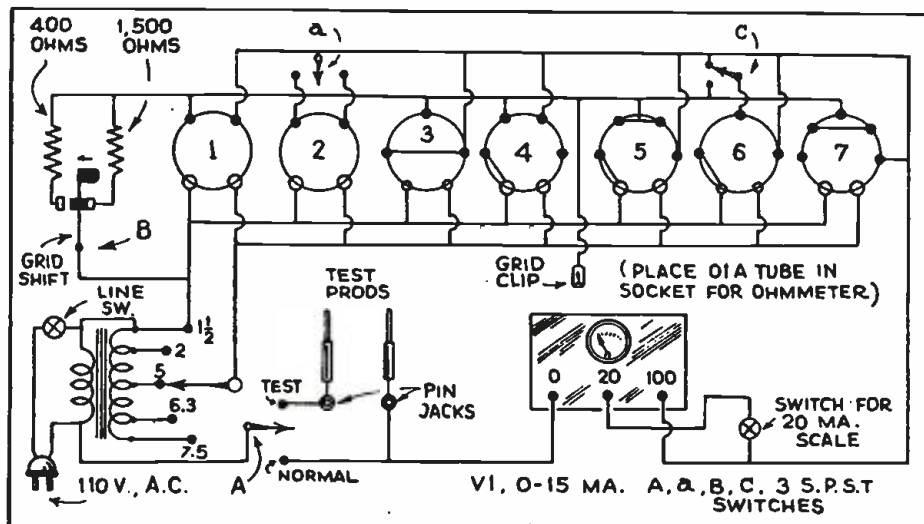 400 OHMS
1,500 OHMS
a
C
1
2
3
4
5
6
7
B
GRID SHIFT
LINE SW.
1½
2
5
6.3
7.5
110 V., A.C.
TEST PRODS
TEST
PIN JACKS
A
NORMAL
GRID CLIP
(PLACE 01A TUBE IN
SOCKET FOR OHMMETER.)
0
20
100
SWITCH FOR
20 MA.
SCALE
V1, 0-15 MA. A, a, B, C, 3 S.P.S.T
SWITCHES